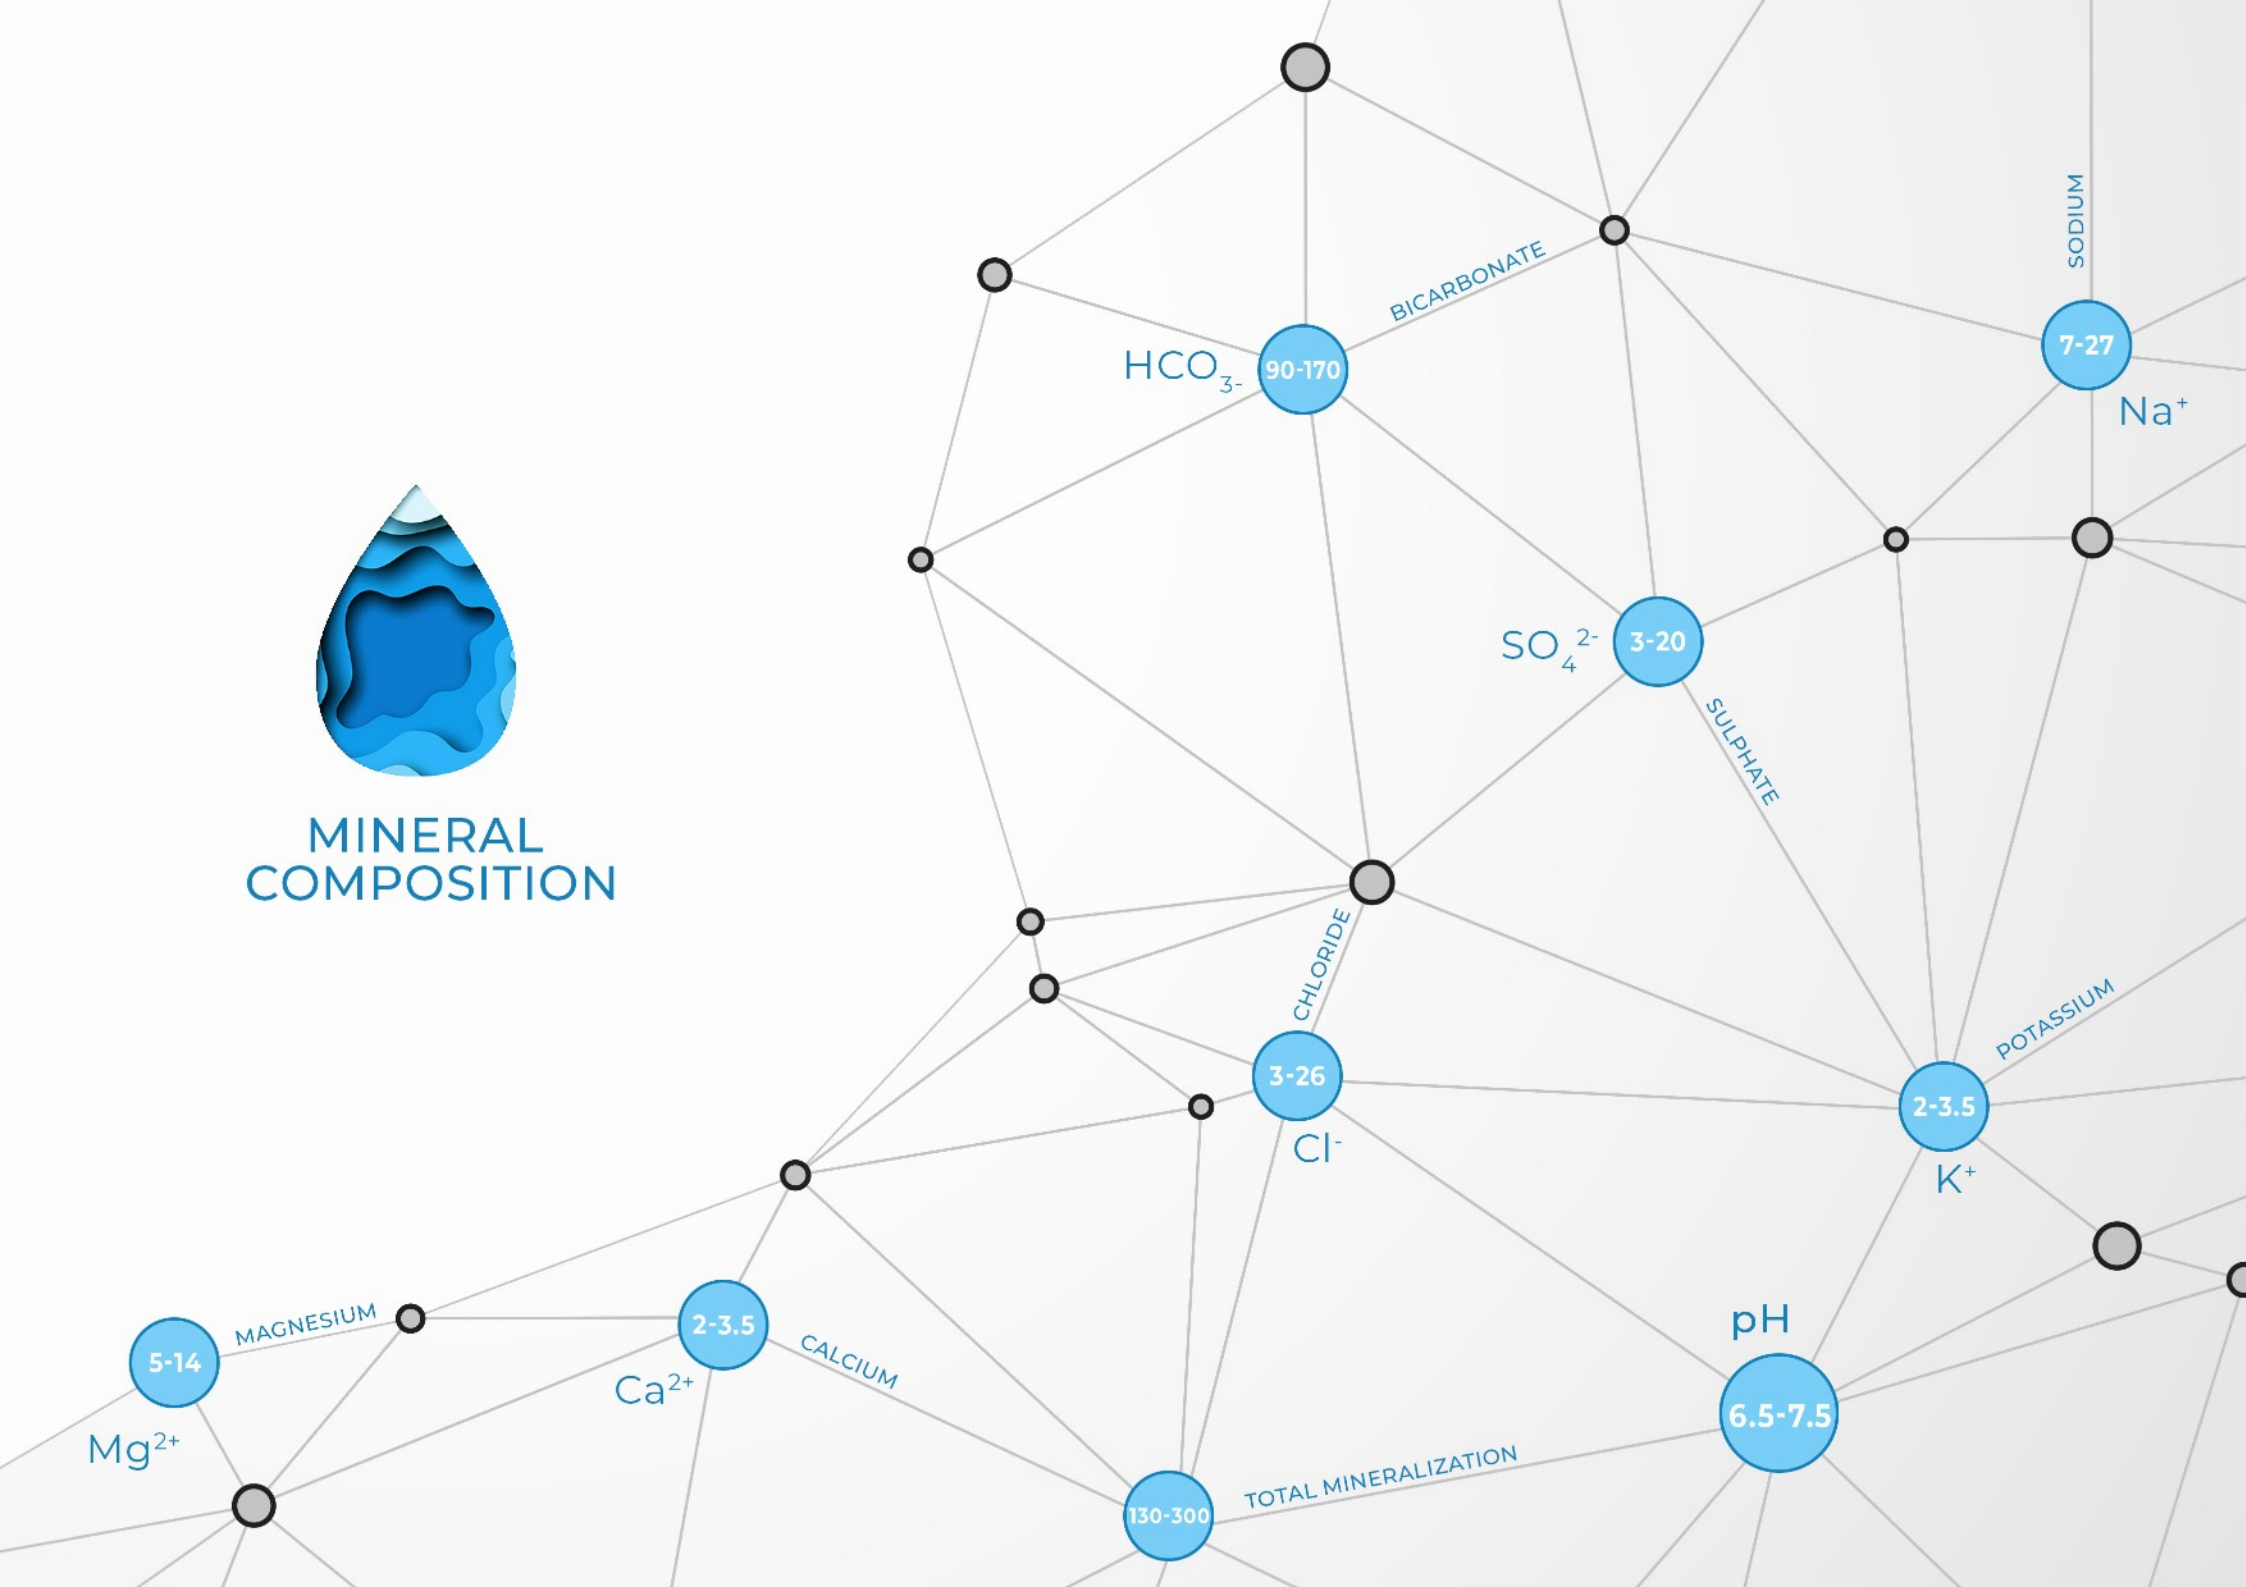 MINERAL
COMPOSITION
SODIUM
BICARBONATE
7-27
HCO3-
90-170
Na+
SO4 2-
3-20
SULPHATE
CHLORIDE
POTASSIUM
3-26
2-3.5
Cl-
K+
MAGNESIUM
pH
2-3.5
CALCIUM
5-14
Ca2+
6.5-7.5
Mg2+
TOTAL MINERALIZATION
130-300